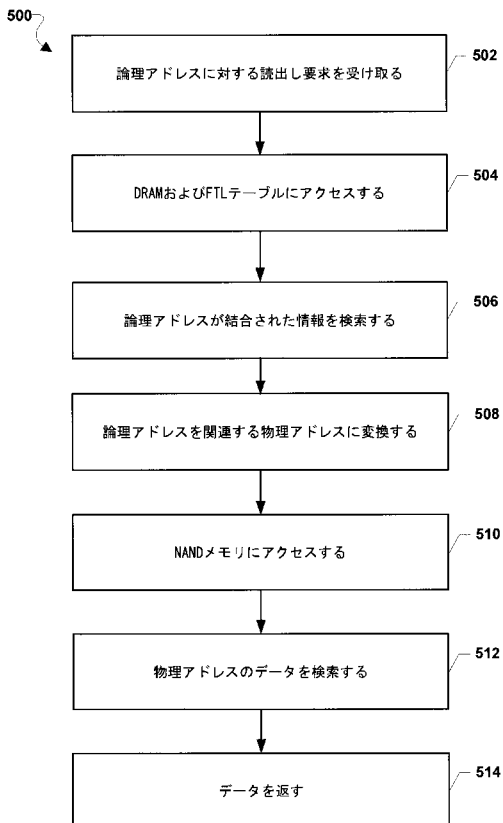 500
論理アドレスに対する読出し要求を受け取る
502
DRAMおよびFTLテーブルにアクセスする
504
論理アドレスが結合された情報を検索する
506
論理アドレスを関連する物理アドレスに変換する
508
NANDメモリにアクセスする
510
物理アドレスのデータを検索する
512
データを返す
514